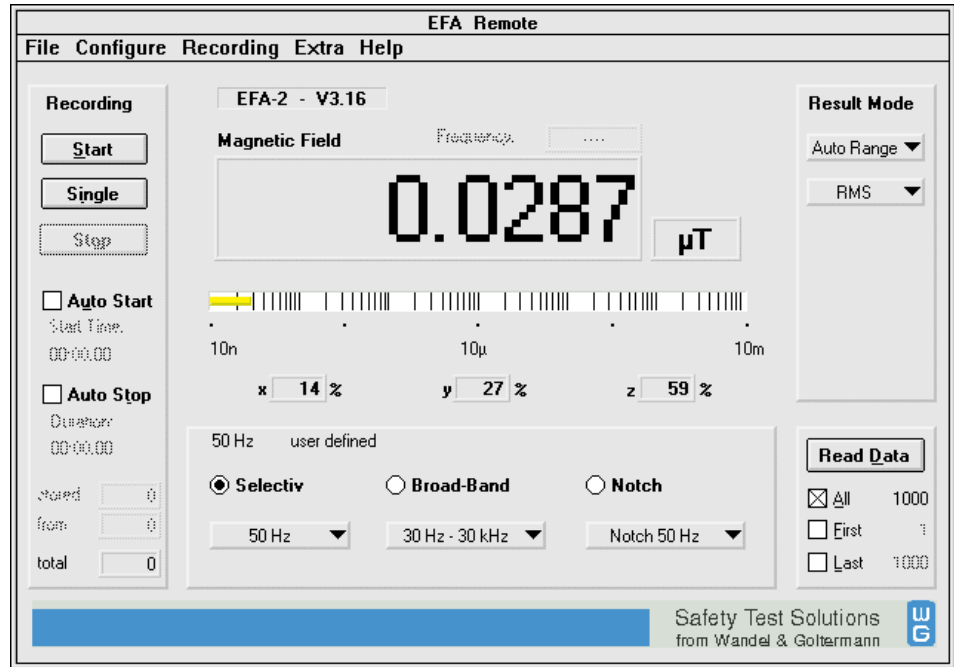 EFA Remote
File Configure Recording Extra Help
Recording
Start
Single
Stop
Auto Start
Start Time:
00:00.00
Auto Stop
Duration:
00:00.00
stored 0
from 0
total 0
EFA-2 - V3.16
Magnetic Field Frequency: ....
0.0287 µT
10n 10µ 10m
x 14 % y 27 % z 59 %
50 Hz user defined
Selectiv Broad-Band Notch
50 Hz 30 Hz - 30 kHz Notch 50 Hz
Result Mode
Auto Range
RMS
Read Data
All 1000
First 1
Last 1000
Safety Test Solutions
from Wandel & Goltermann
WG